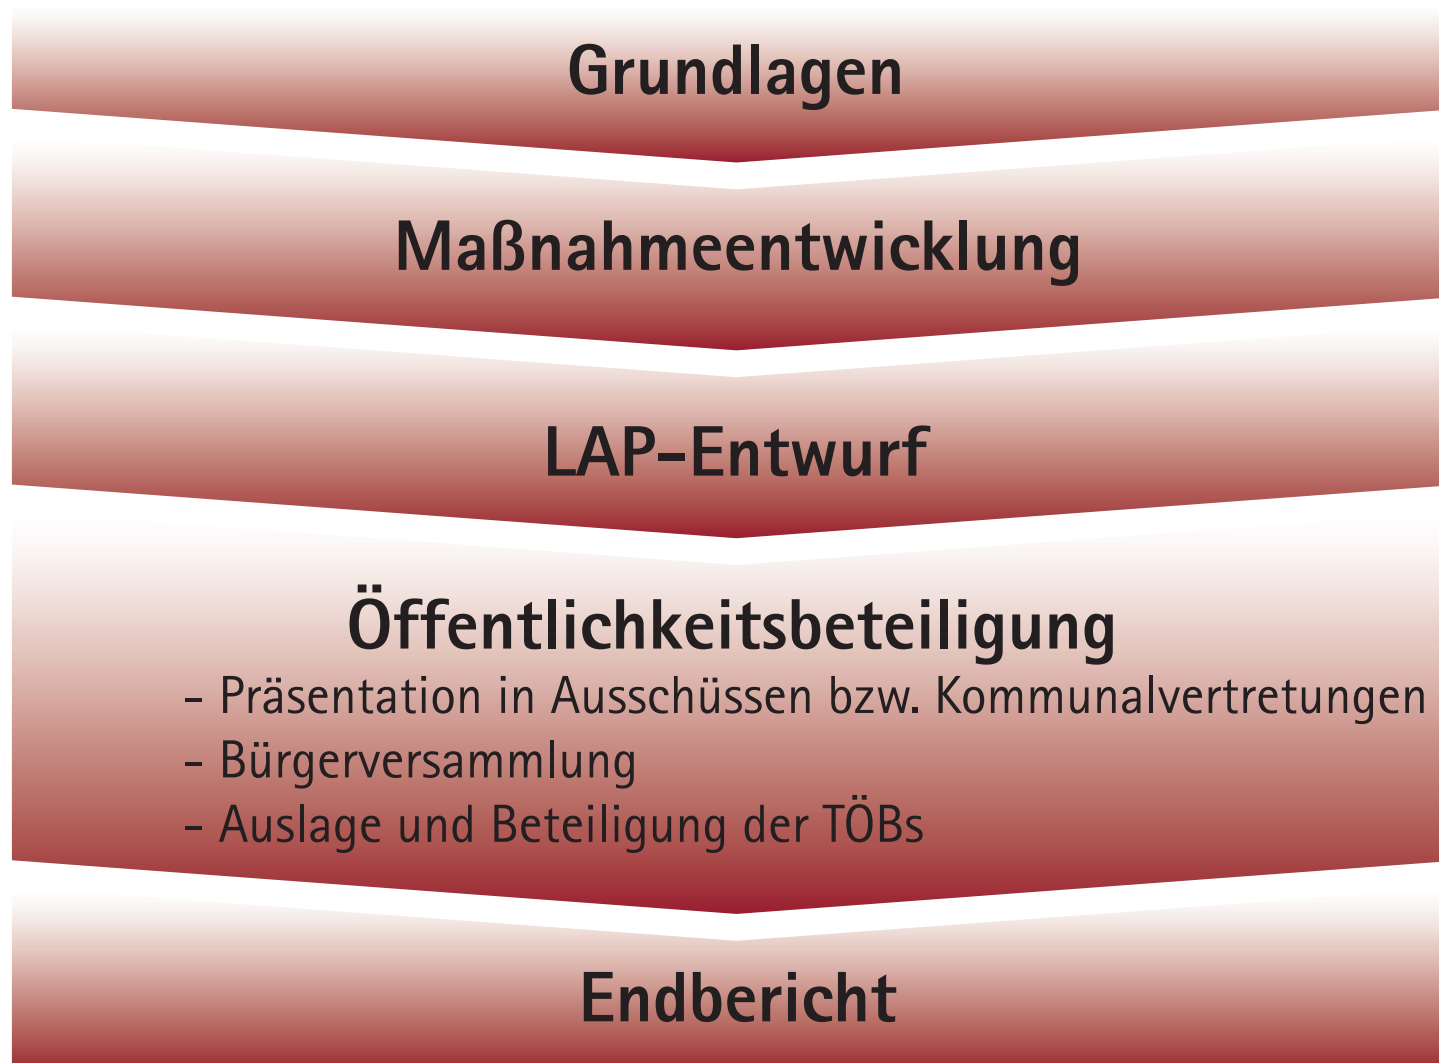 Grundlagen
Maßnahmeentwicklung
LAP-Entwurf
Öffentlichkeitsbeteiligung
- Präsentation in Ausschüssen bzw. Kommunalvertretungen
- Bürgerversammlung
- Auslage und Beteiligung der TÖBs
Endbericht